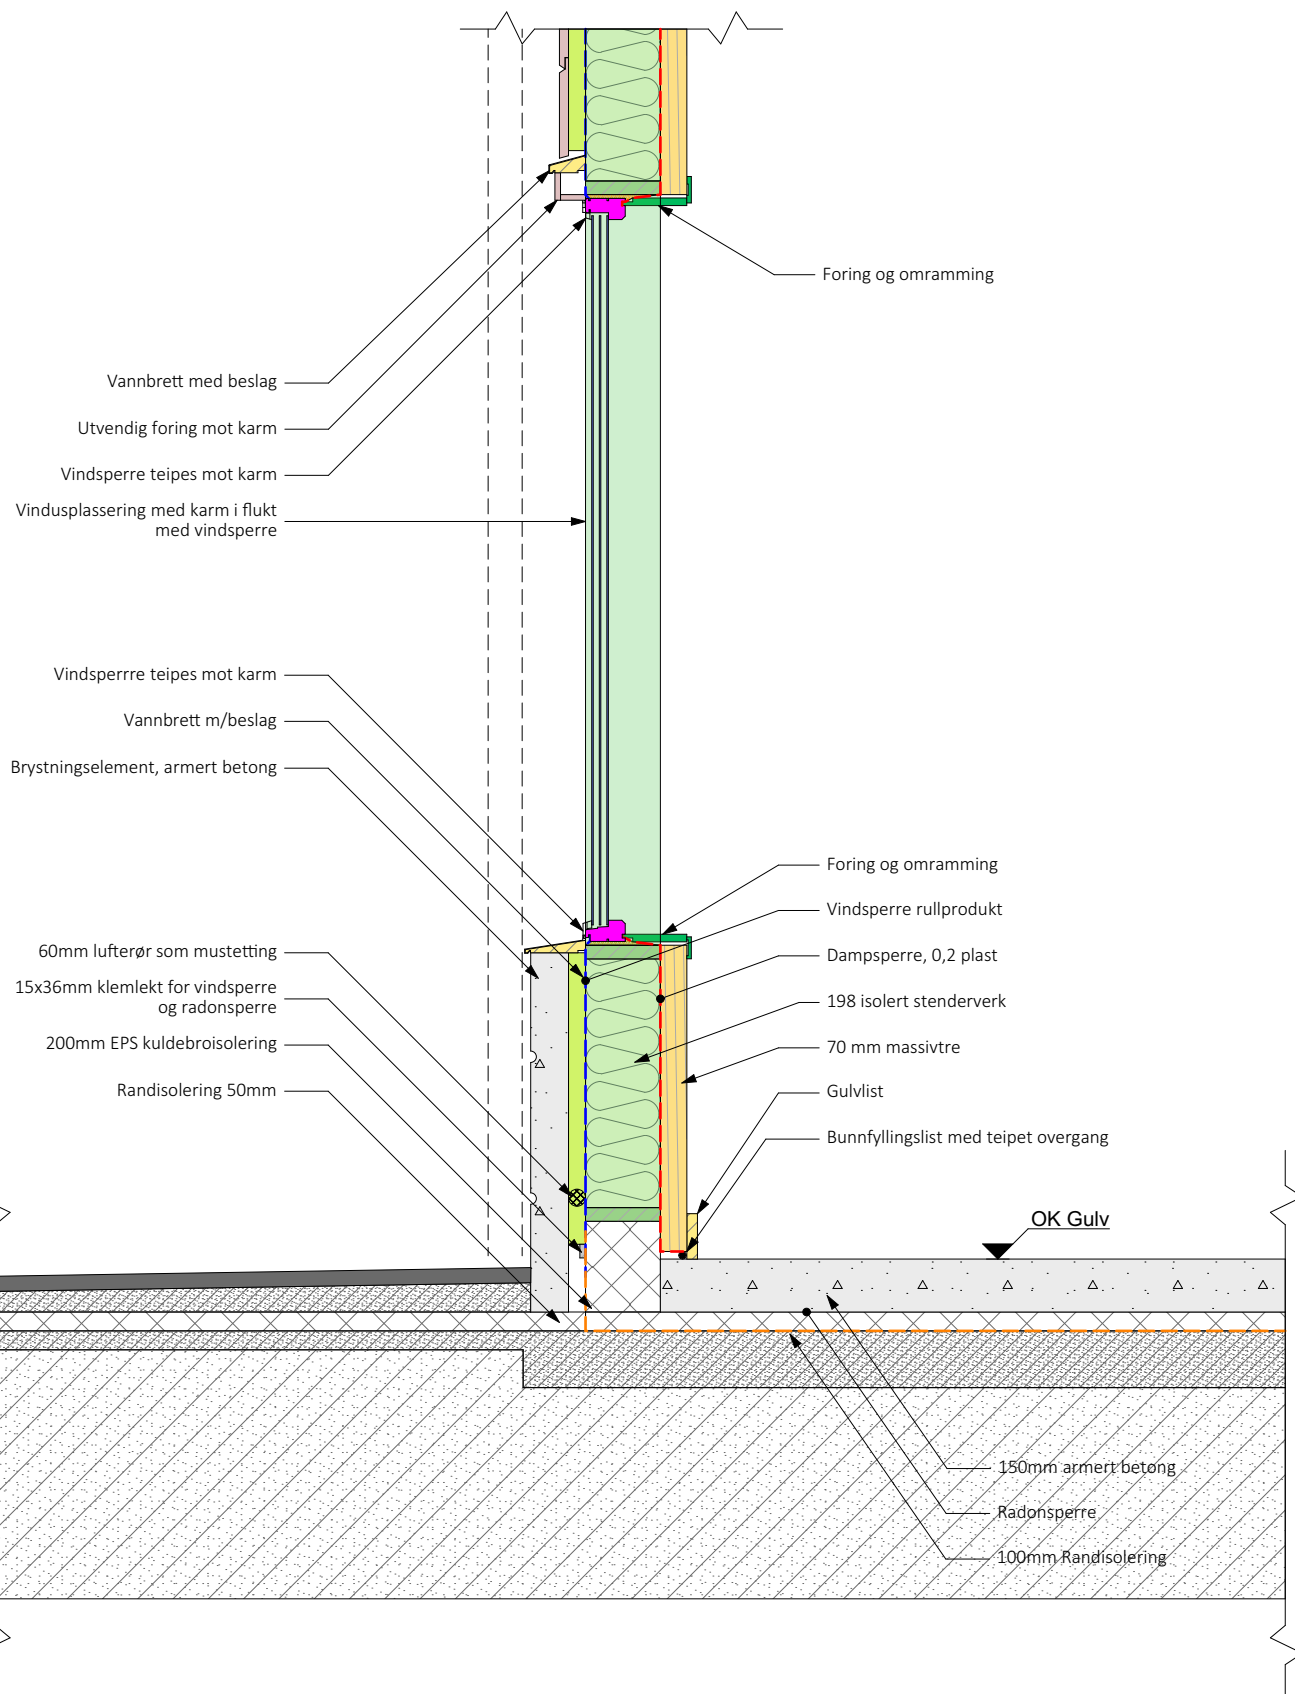 Foring og omramming
Vannbrett med beslag
Utvendig foring mot karm
Vindsperre teipes mot karm
Vindusplassering med karm i flukt
med vindsperre
Vindsperrre teipes mot karm
Vannbrett m/beslag
Brystningselement, armert betong
60mm lufterør som mustetting
15x36mm klemlekt for vindsperre
og radonsperre
200mm EPS kuldebroisolering
Randisolering 50mm
Foring og omramming
Vindsperre rullprodukt
Dampsperre, 0,2 plast
198 isolert stenderverk
70 mm massivtre
Gulvlist
Bunnfyllingslist med teipet overgang
OK Gulv
150mm armert betong
Radonsperre
100mm Randisolering